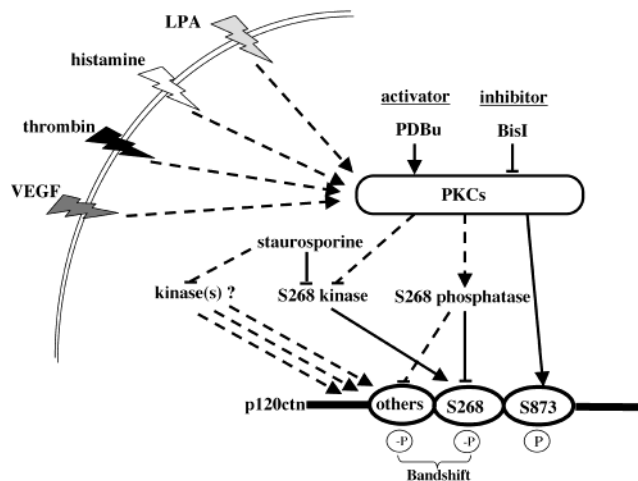 LPA
histamine
thrombin
VEGF
activator inhibitor
PDBu BisI
PKCs
staurosporine
kinase(s) ? S268 kinase S268 phosphatase
p120ctn others S268 S873
-P -P P
Bandshift